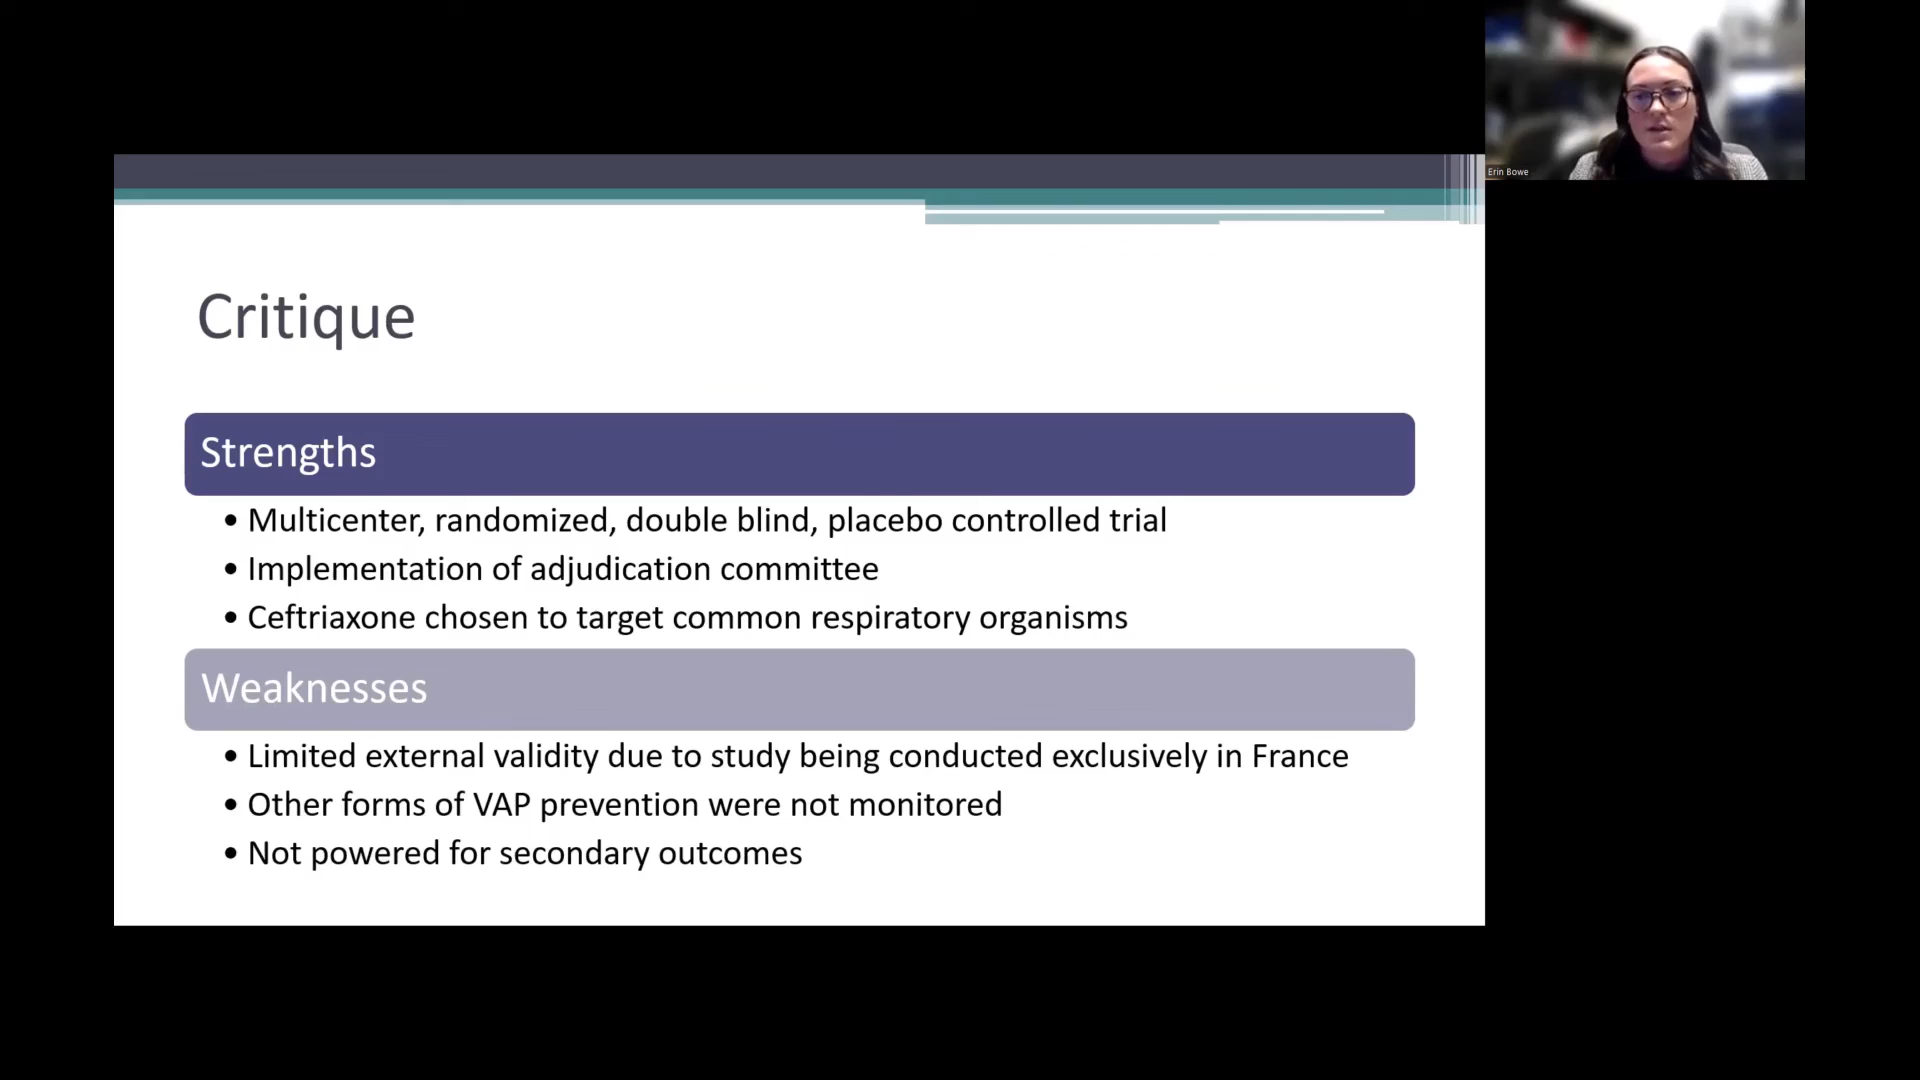 Erin Bowe
Critique
Strengths
• Multicenter, randomized, double blind, placebo controlled trial
• Implementation of adjudication committee
• Ceftriaxone chosen to target common respiratory organisms
Weaknesses
• Limited external validity due to study being conducted exclusively in France
• Other forms of VAP prevention were not monitored
• Not powered for secondary outcomes